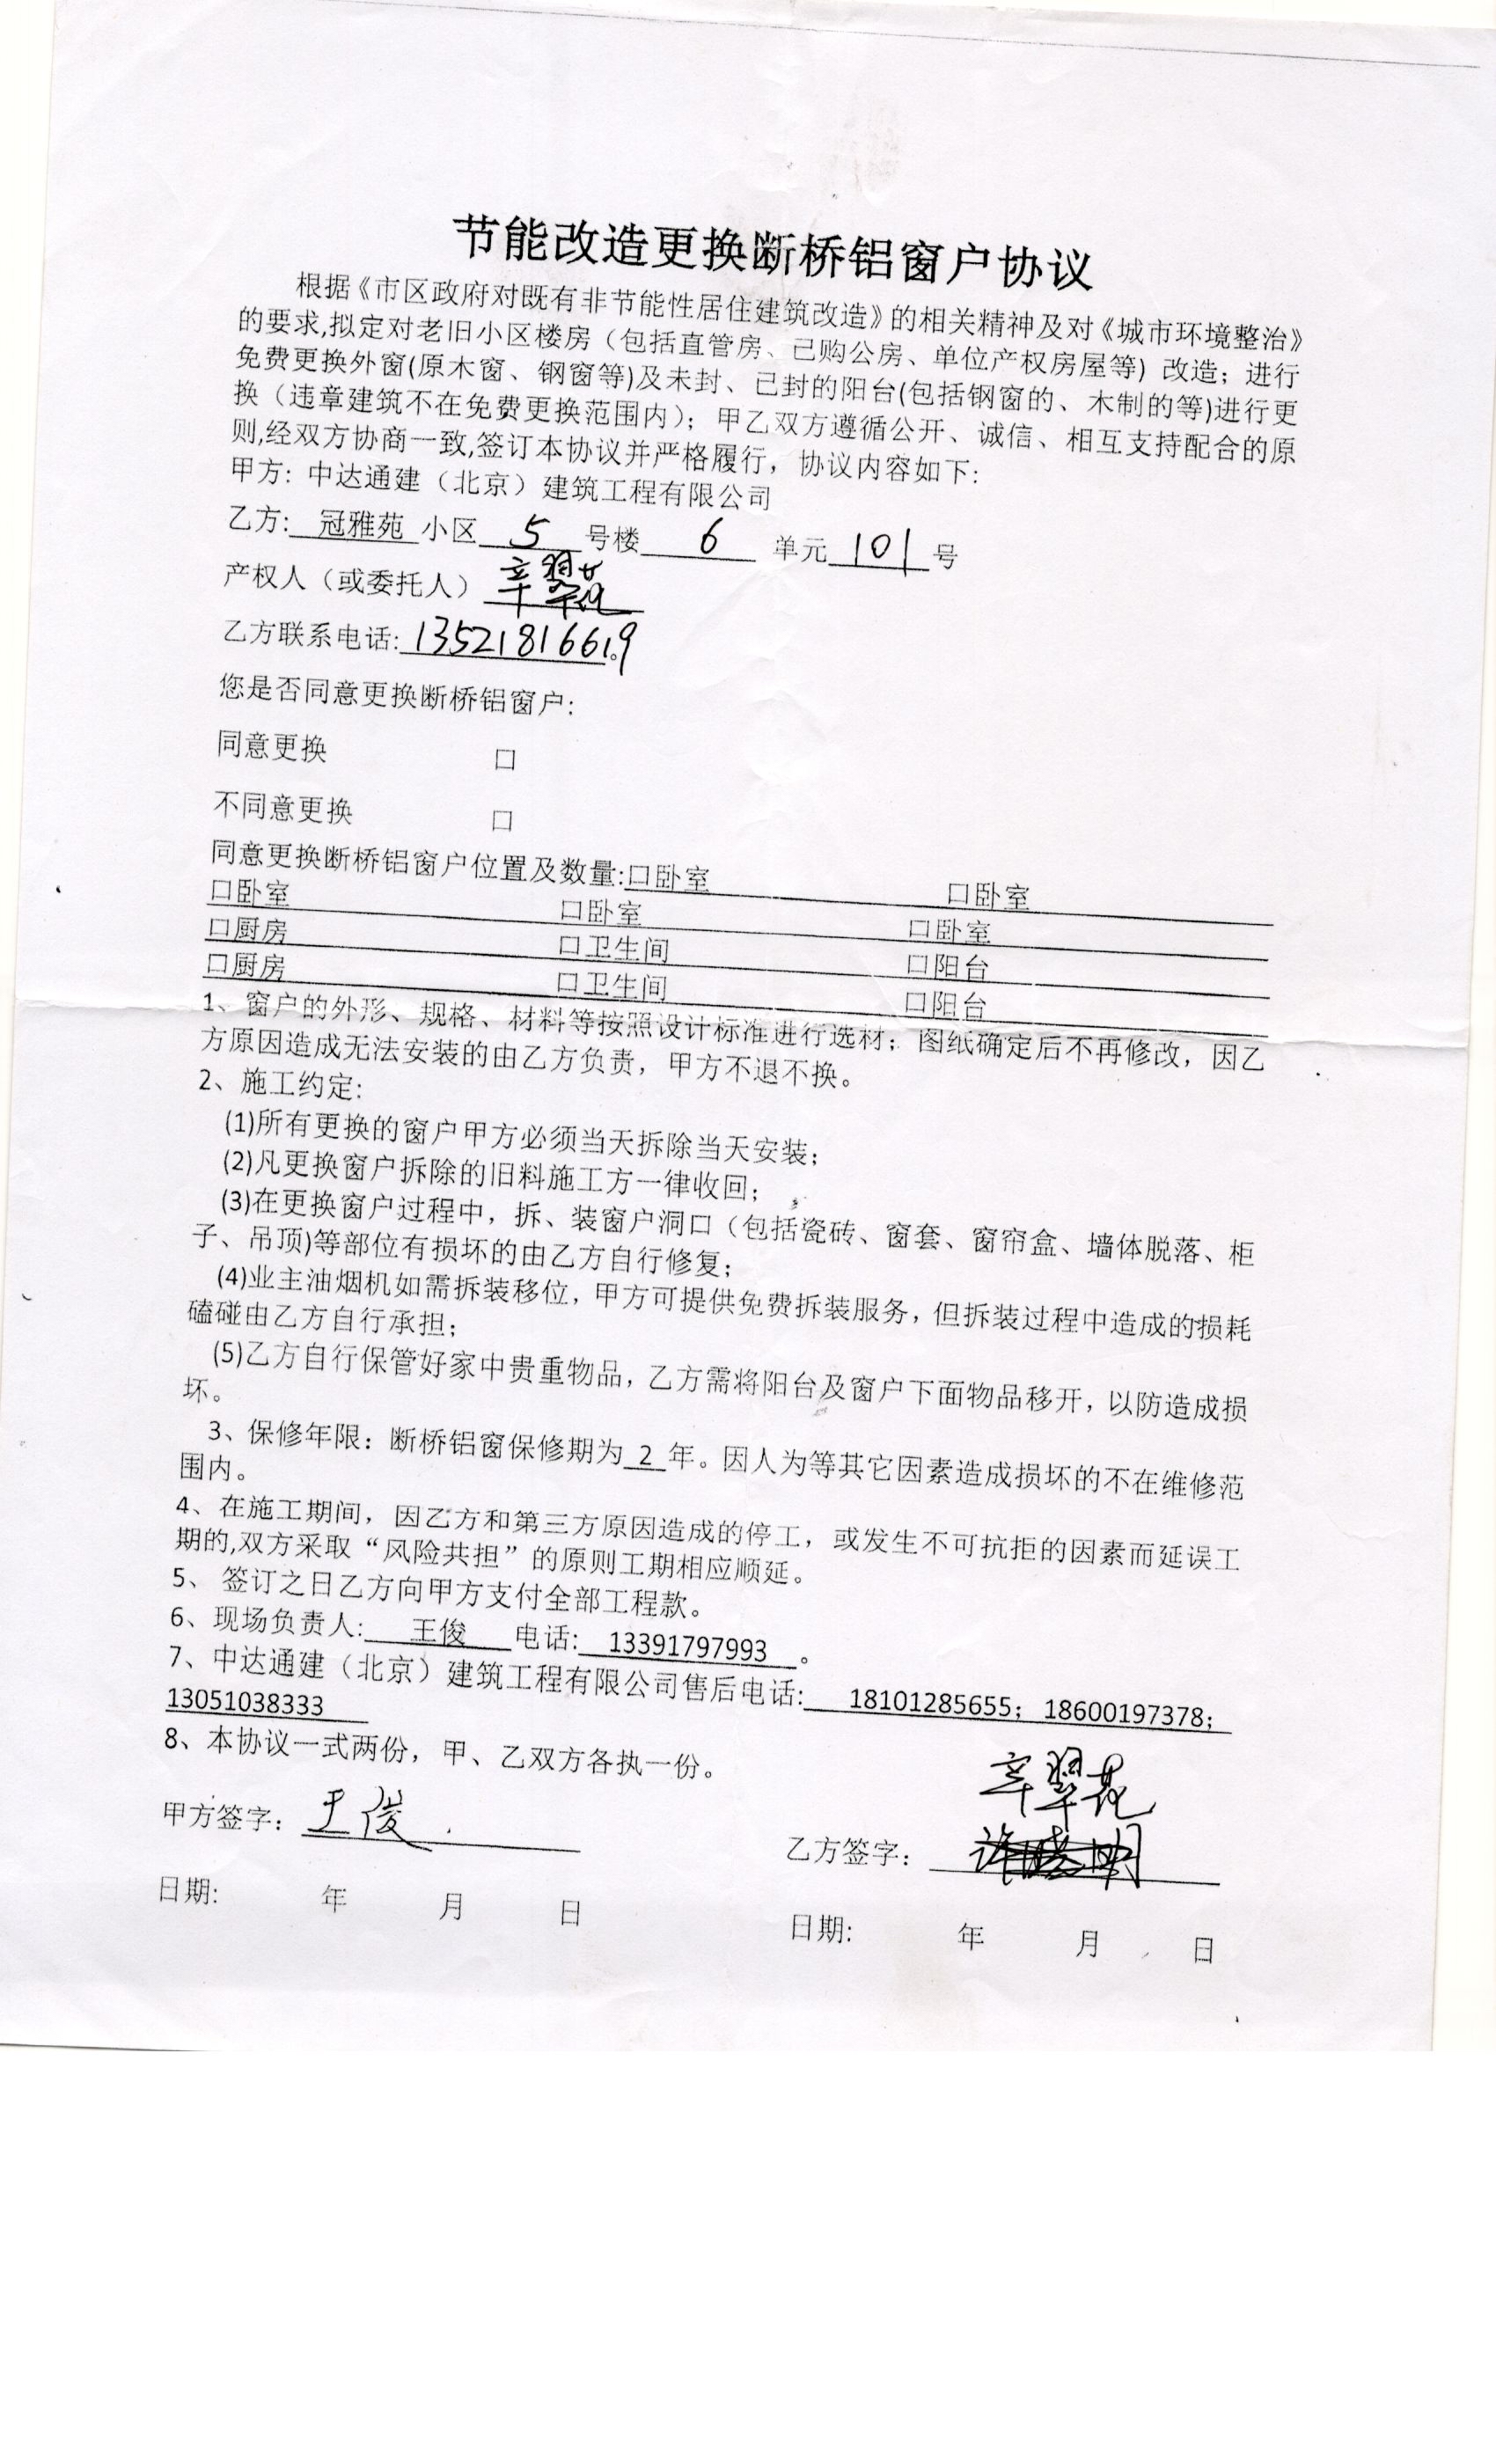 节能改造更换断桥铝窗户协议
根据《市区政府对既有非节能性居住建筑改造》的相关精神及对《城市环境整治》
的要求,拟定对老旧小区楼房（包括直管房、已购公房、单位产权房屋等）改造；进行
免费更换外窗(原木窗、钢窗等)及未封、已封的阳台(包括钢窗的、木制的等)进行更
换（违章建筑不在免费更换范围内）；甲乙双方遵循公开、诚信、相互支持配合的原
则,经双方协商一致,签订本协议并严格履行，协议内容如下:
甲方: 中达通建（北京）建筑工程有限公司
乙方: 冠雅苑 小区 5 号楼 6 单元 101 号
产权人（或委托人） 辛翠花
乙方联系电话: 13521816619。
您是否同意更换断桥铝窗户:
同意更换 口
不同意更换 口
同意更换断桥铝窗户位置及数量:口卧室 口卧室
口卧室 口卧室 口卧室
口厨房 口卫生间 口阳台
口厨房 口卫生间 口阳台
1、窗户的外形、规格、材料等按照设计标准进行选材；图纸确定后不再修改，因乙
方原因造成无法安装的由乙方负责，甲方不退不换。
2、施工约定:
(1)所有更换的窗户甲方必须当天拆除当天安装；
(2)凡更换窗户拆除的旧料施工方一律收回；
(3)在更换窗户过程中，拆、装窗户洞口（包括瓷砖、窗套、窗帘盒、墙体脱落、柜
子、吊顶)等部位有损坏的由乙方自行修复；
(4)业主油烟机如需拆装移位，甲方可提供免费拆装服务，但拆装过程中造成的损耗
磕碰由乙方自行承担；
(5)乙方自行保管好家中贵重物品，乙方需将阳台及窗户下面物品移开，以防造成损
坏。
3、保修年限：断桥铝窗保修期为 2 年。因人为等其它因素造成损坏的不在维修范
围内。
4、在施工期间，因乙方和第三方原因造成的停工，或发生不可抗拒的因素而延误工
期的,双方采取“风险共担”的原则工期相应顺延。
5、 签订之日乙方向甲方支付全部工程款。
6、现场负责人: 王俊 电话: 13391797993 。
7、中达通建（北京）建筑工程有限公司售后电话: 18101285655；18600197378；
13051038333
8、本协议一式两份，甲、乙双方各执一份。
辛翠花
甲方签字： 王俊 乙方签字：
日期: 年 月 日 日期: 年 月 日